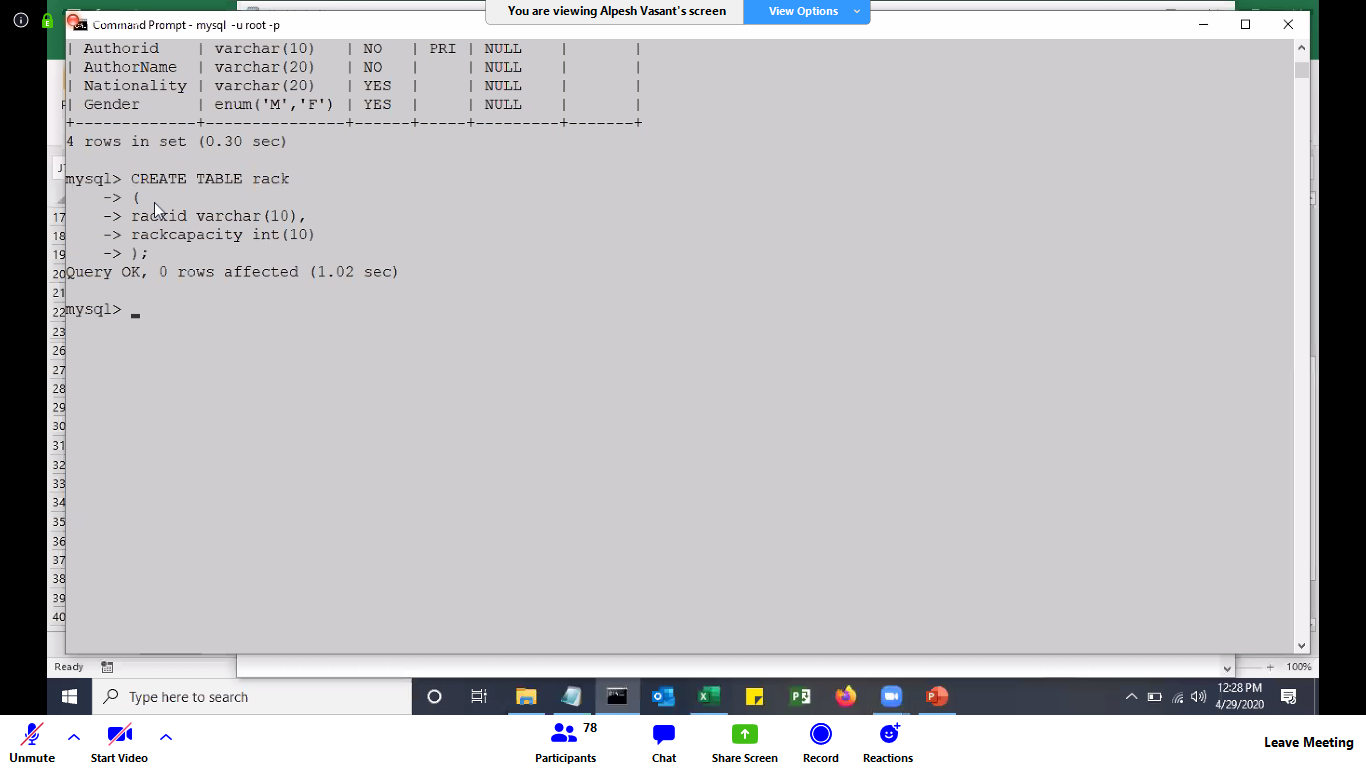 You are viewing Alpesh Vasant's screen View Options
Command Prompt - mysql -u root -p
| Authorid | varchar(10) | NO | PRI | NULL | |
| AuthorName | varchar(20) | NO | | NULL | |
| Nationality | varchar(20) | YES | | NULL | |
| Gender | enum('M','F') | YES | | NULL | |
+-------------+---------------+------+-----+---------+-------+
4 rows in set (0.30 sec)
mysql> CREATE TABLE rack
-> (
-> rackid varchar(10),
-> rackcapacity int(10)
-> );
Query OK, 0 rows affected (1.02 sec)
mysql>
17
18
19
20
21
22
23
26
27
28
29
30
31
32
33
34
35
36
37
38
39
40
Ready
100%
Type here to search
12:28 PM
4/29/2020
Unmute
Start Video
Participants
78
Chat
Share Screen
Record
Reactions
Leave Meeting